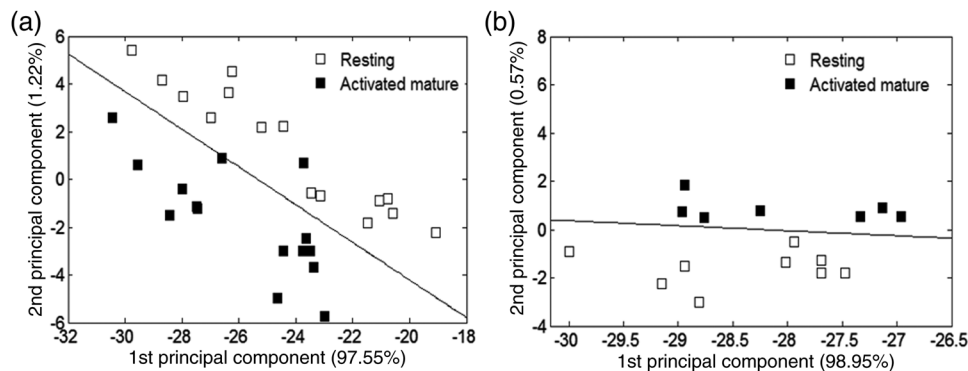 (a)
2nd principal component (1.22%)
6
4
2
0
-2
-4
-6
Resting
Activated mature
-32 -30 -28 -26 -24 -22 -20 -18
1st principal component (97.55%)
(b)
2nd principal component (0.57%)
8
6
4
2
0
-2
-4
Resting
Activated mature
-30 -29.5 -29 -28.5 -28 -27.5 -27 -26.5
1st principal component (98.95%)